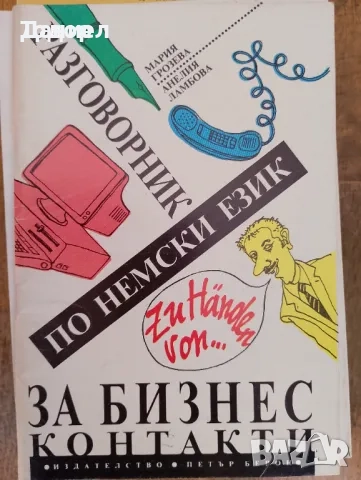 Мария
Грозева
Анелия
Ламбова
РАЗГОВОРНИК
ПО НЕМСКИ ЕЗИК
Zu Händen
von...
ЗА БИЗНЕС
КОНТАКТИ
•ИЗДАТЕЛСТВО • ПЕТЪР БЕРОН•